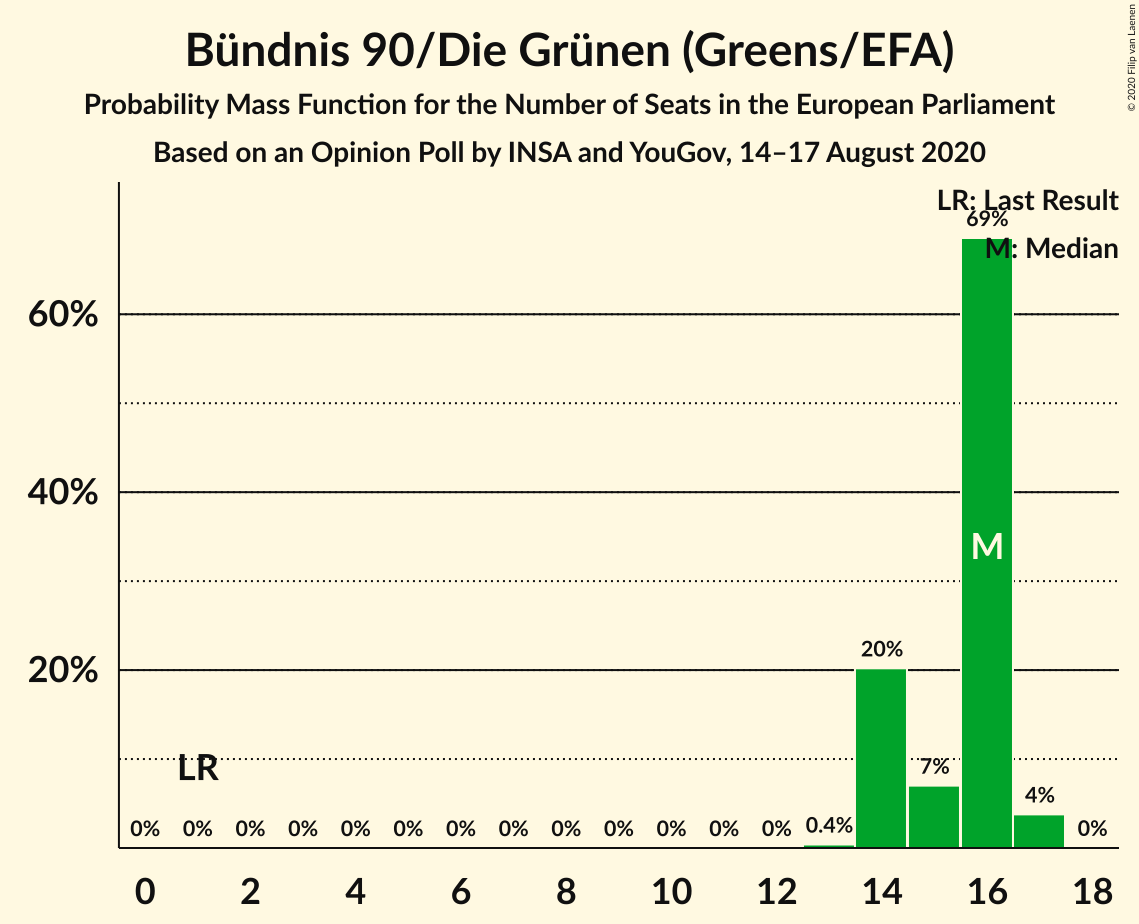 Bündnis 90/Die Grünen (Greens/EFA)
Probability Mass Function for the Number of Seats in the European Parliament
Based on an Opinion Poll by INSA and YouGov, 14–17 August 2020
© 2020 Filip van Laenen
LR: Last Result
M: Median
69%
60%
40%
M
20%
20%
LR
7%
4%
0% 0% 0% 0% 0% 0% 0% 0% 0% 0% 0% 0% 0% 0.4% 0%
0 2 4 6 8 10 12 14 16 18